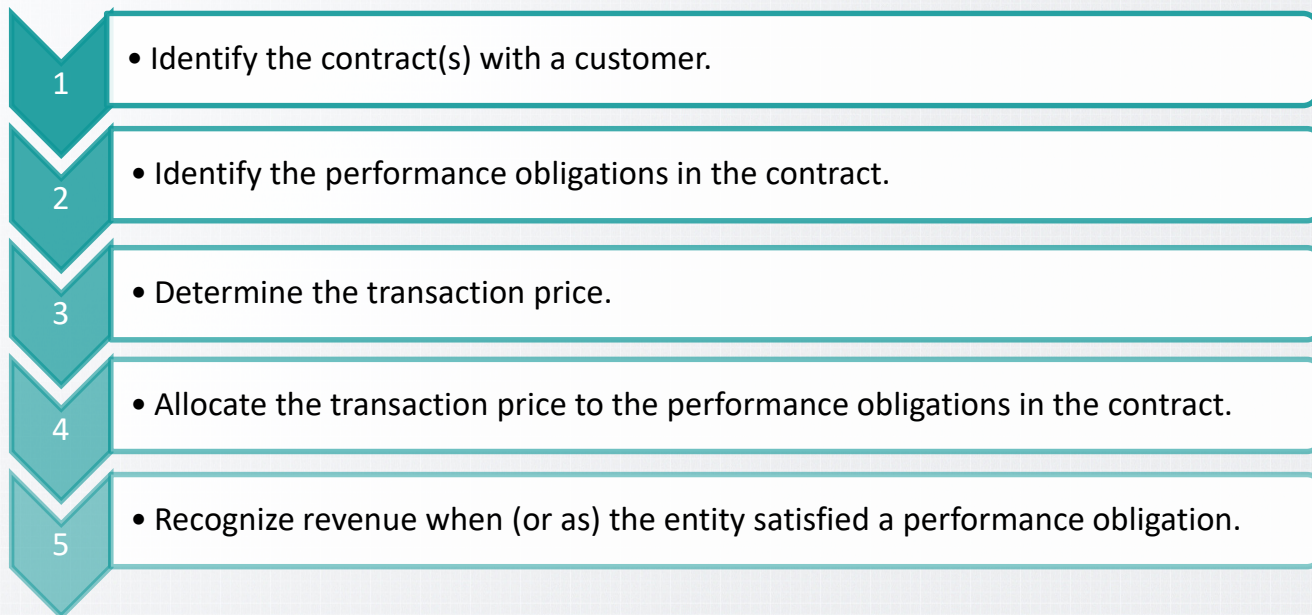 1
• Identify the contract(s) with a customer.
2
• Identify the performance obligations in the contract.
3
• Determine the transaction price.
4
• Allocate the transaction price to the performance obligations in the contract.
5
• Recognize revenue when (or as) the entity satisfied a performance obligation.